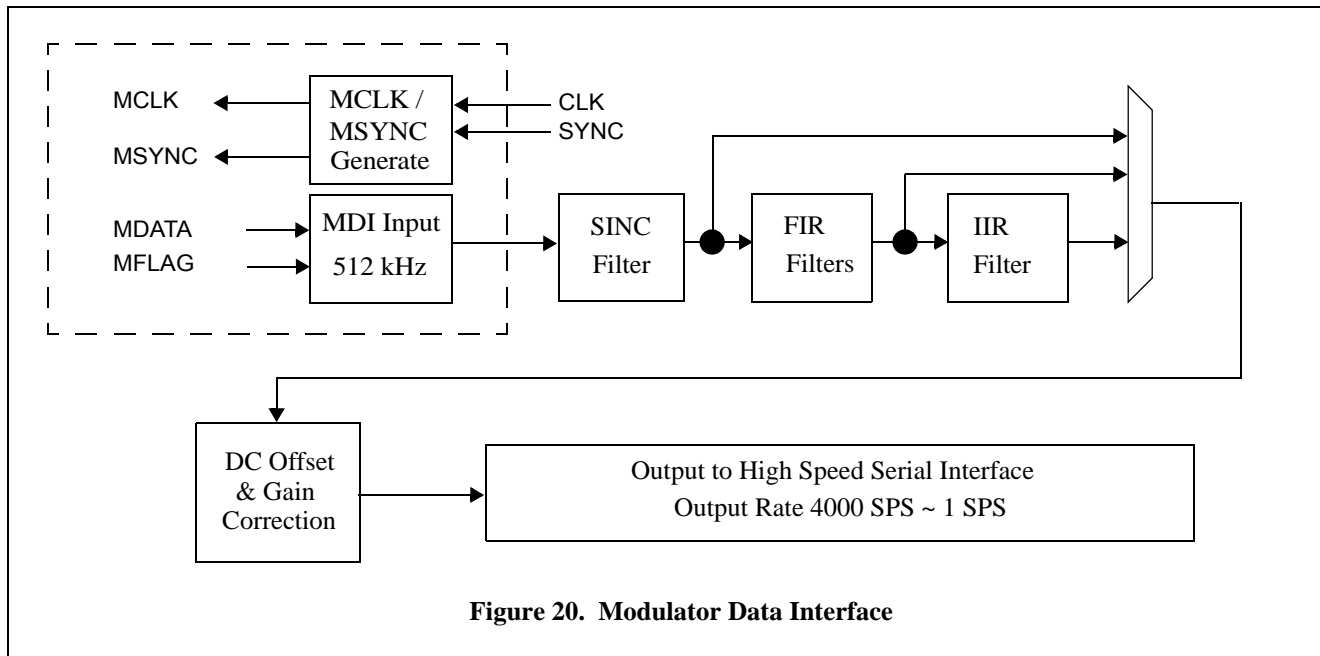 MCLK
MSYNC
MCLK /
MSYNC
Generate
CLK
SYNC
MDATA
MFLAG
MDI Input
512 kHz
SINC
Filter
FIR
Filters
IIR
Filter
DC Offset
& Gain
Correction
Output to High Speed Serial Interface
Output Rate 4000 SPS ~ 1 SPS
Figure 20. Modulator Data Interface